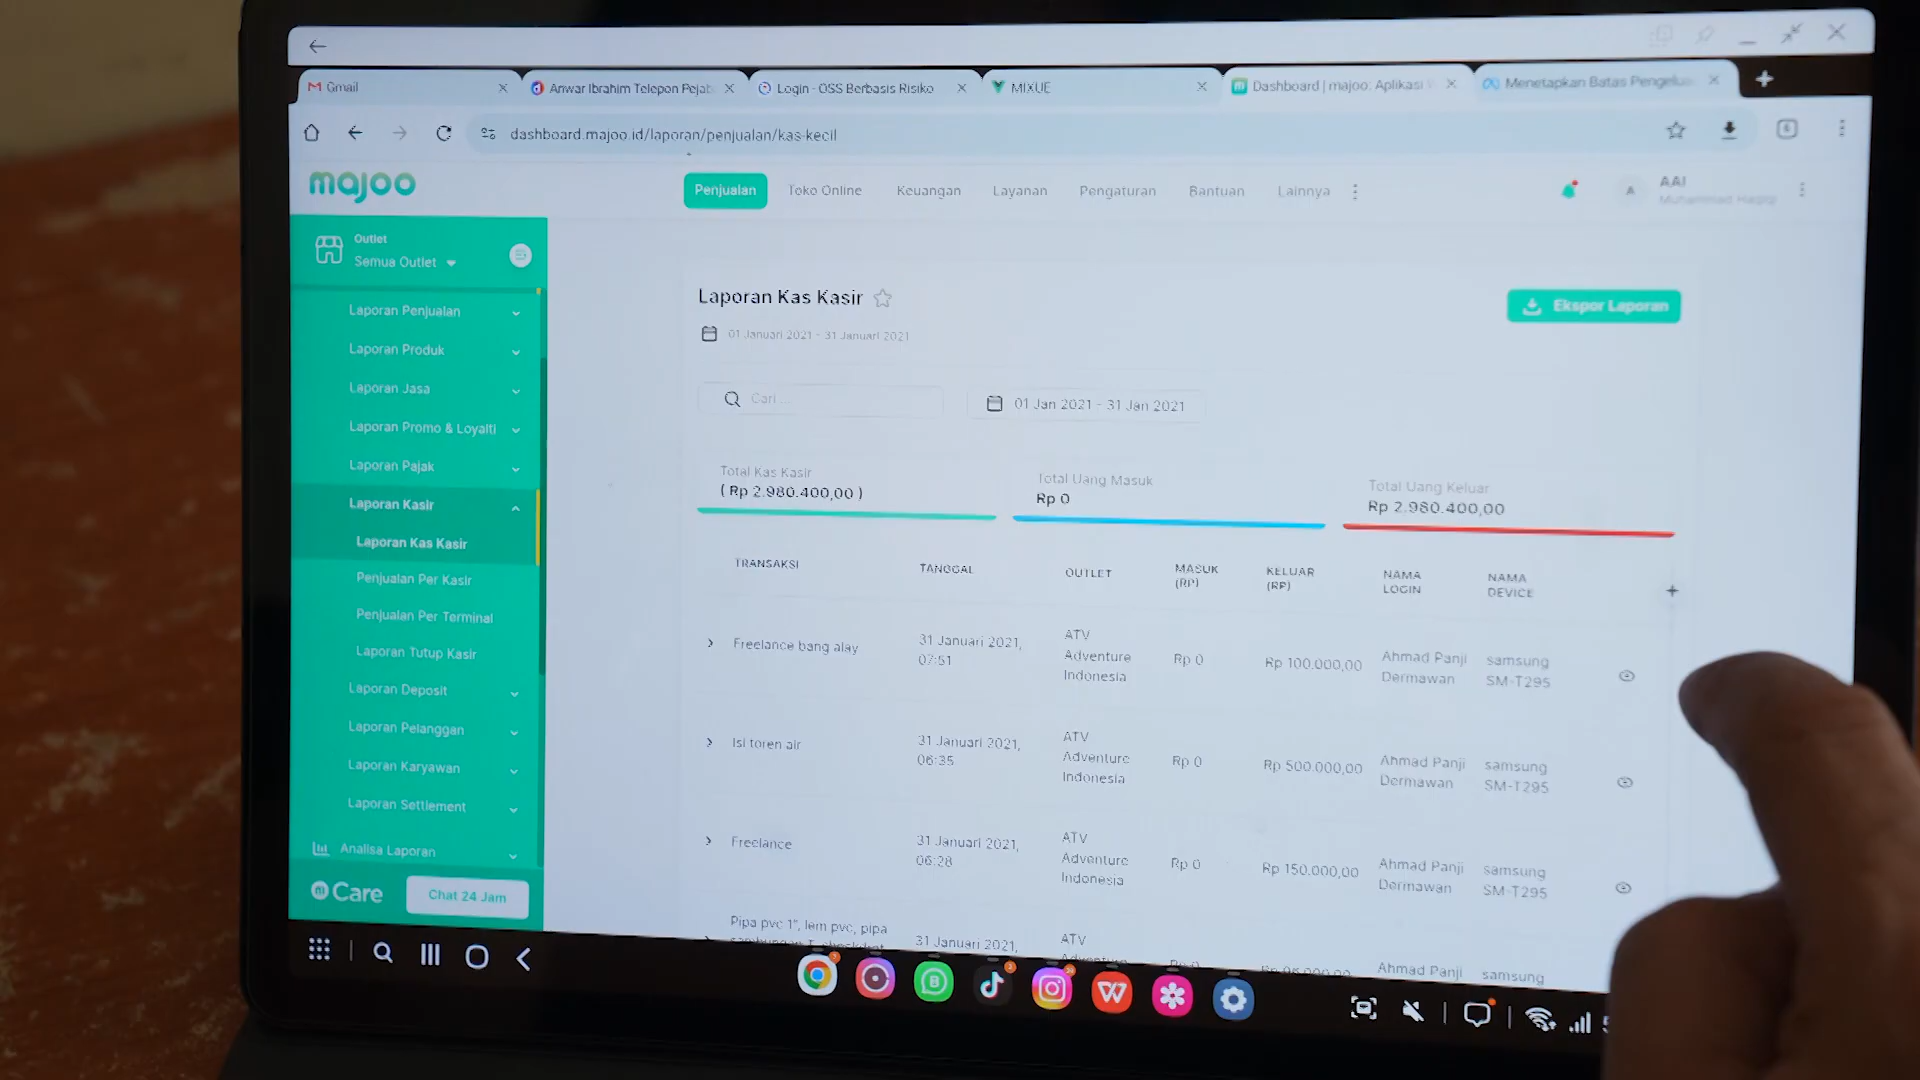 Gmail
Anwar Ibrahim Telepon Pejab
Login - OSS Berbasis Risiko
MIXUE
Dashboard | majoo: Aplikasi
Menetapkan Batas Pengelua
dashboard.majoo.id/laporan/penjualan/kas-kecil
majoo
Penjualan
Toko Online
Keuangan
Layanan
Pengaturan
Bantuan
Lainnya
A
AAI
Outlet
Semua Outlet
Laporan Penjualan
Laporan Produk
Laporan Jasa
Laporan Promo & Loyalti
Laporan Pajak
Laporan Kasir
Laporan Kas Kasir
Penjualan Per Kasir
Penjualan Per Terminal
Laporan Tutup Kasir
Laporan Deposit
Laporan Pelanggan
Laporan Karyawan
Laporan Settlement
Analisa Laporan
Care
Chat 24 Jam
Laporan Kas Kasir
Ekspor Laporan
01 Januari 2021 - 31 Januari 2021
Cari ...
01 Jan 2021 - 31 Jan 2021
Total Kas Kasir
( Rp 2.980.400,00 )
Total Uang Masuk
Rp 0
Total Uang Keluar
Rp 2.980.400,00
TRANSAKSI
TANGGAL
OUTLET
MASUK (RP)
KELUAR (RP)
NAMA LOGIN
NAMA DEVICE
Freelance bang alay
31 Januari 2021, 07:51
ATV Adventure Indonesia
Rp 0
Rp 100.000,00
Ahmad Panji Dermawan
samsung SM-T295
Isi toren air
31 Januari 2021, 06:35
ATV Adventure Indonesia
Rp 0
Rp 500.000,00
Ahmad Panji Dermawan
samsung SM-T295
Freelance
31 Januari 2021, 06:28
ATV Adventure Indonesia
Rp 0
Rp 150.000,00
Ahmad Panji Dermawan
samsung SM-T295
Pipa pvc 1", lem pvc, pipa
31 Januari 2021,
ATV
Ahmad Panji
samsung